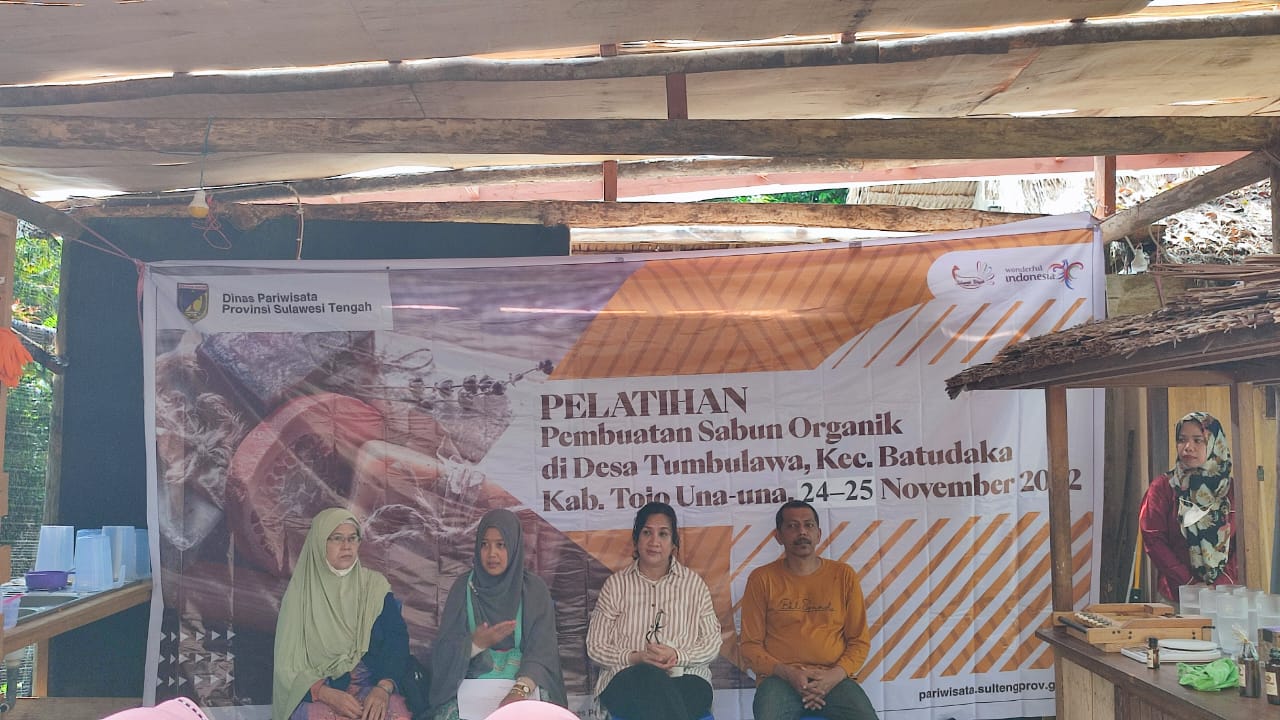 Dinas Pariwisata
Provinsi Sulawesi Tengah
wonderful
indonesia
PELATIHAN
Pembuatan Sabun Organik
di Desa Tumbulawa, Kec. Batudaka
Kab. Tojo Una-una, 24–25 November 2022
pariwisata.sultengprov.g